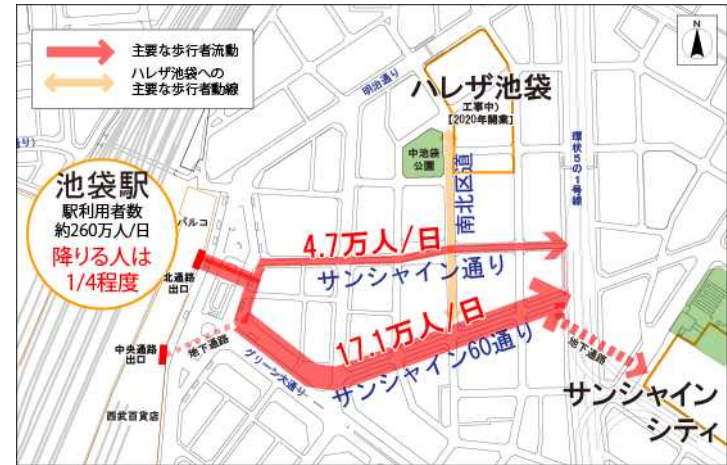 主要な歩行者流動
ハレザ池袋への
主要な歩行者動線
N
明治通り
ハレザ池袋
工事中)
【2020年開業】
環状5の1号線
通り)
中池袋
公園
南北区道
池袋駅
駅利用者数
約260万人/日
降りる人は
1/4程度
パルコ
4.7万人/日
サンシャイン通り
北通路
出口
17.1万人/日
サンシャイン60通り
中央通路
出口
地下通路
グリーン大通り
地下通路
西武百貨店
サンシャイン
シティ